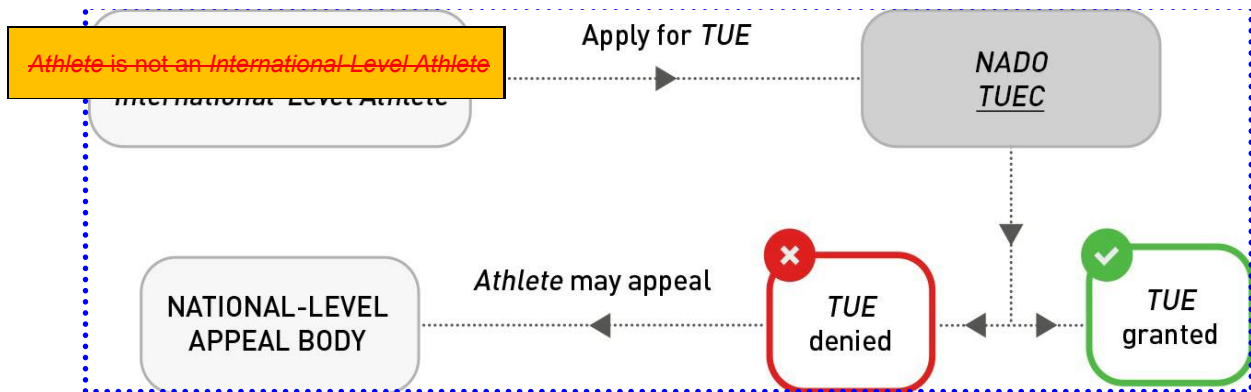 Athlete is not an International-Level Athlete
International-Level Athlete
Apply for TUE
NADO
TUEC
TUE
denied
TUE
granted
Athlete may appeal
NATIONAL-LEVEL
APPEAL BODY